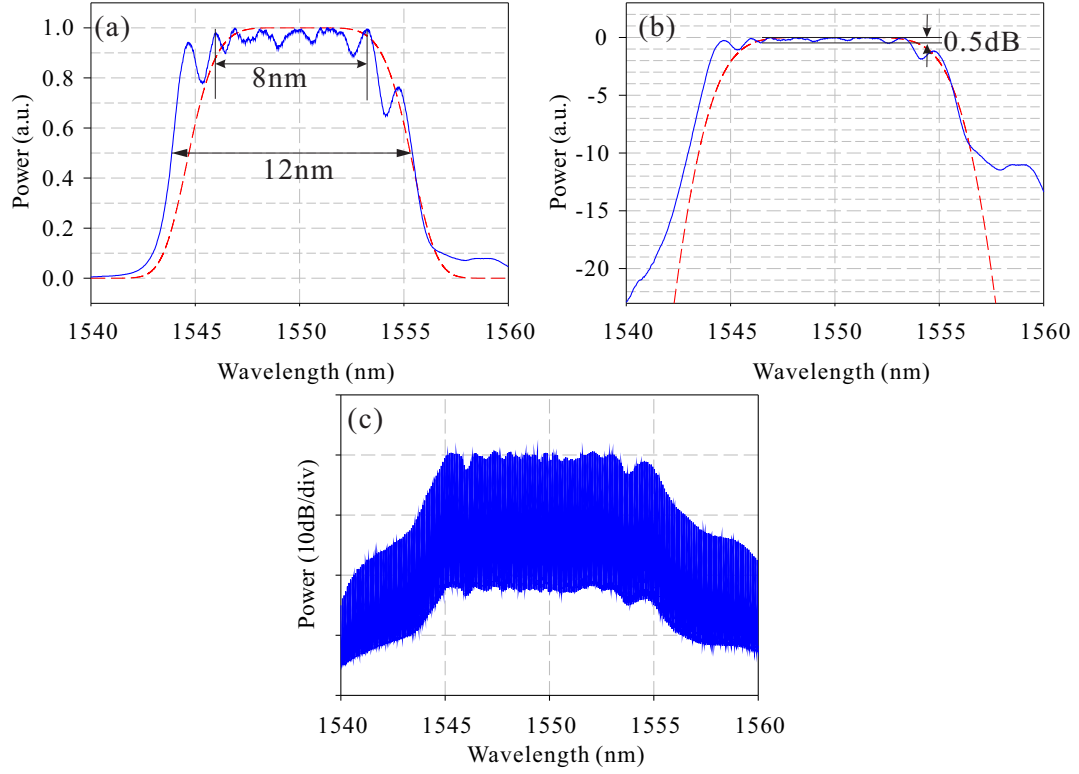 (a)
Power (a.u.)
1.0
0.8
0.6
0.4
0.2
0.0
8nm
12nm
1540 1545 1550 1555 1560
Wavelength (nm)
(b)
Power (a.u.)
0
-5
-10
-15
-20
0.5dB
1540 1545 1550 1555 1560
Wavelength (nm)
(c)
Power (10dB/div)
1540 1545 1550 1555 1560
Wavelength (nm)